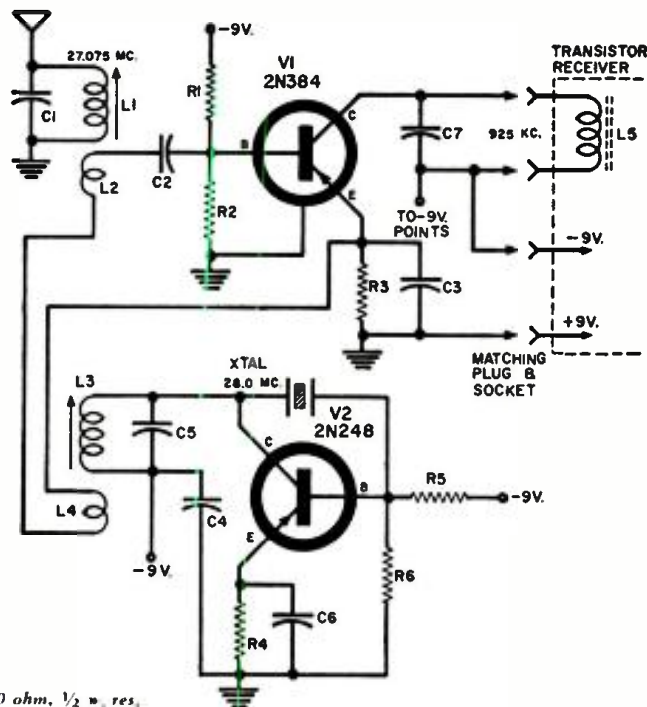 27.075 MC.
C1
L1
L2
C2
-9V.
R1
R2
V1
2N384
B
C
E
C7
925 KC.
TO -9V.
POINTS
R3
C3
TRANSISTOR
RECEIVER
L5
-9V.
+9V.
MATCHING
PLUG &
SOCKET
L3
L4
C5
-9V.
C4
XTAL
28.0 MC.
V2
2N248
C
B
E
R5
-9V.
R6
R4
C6
ohm, ½ w. res.